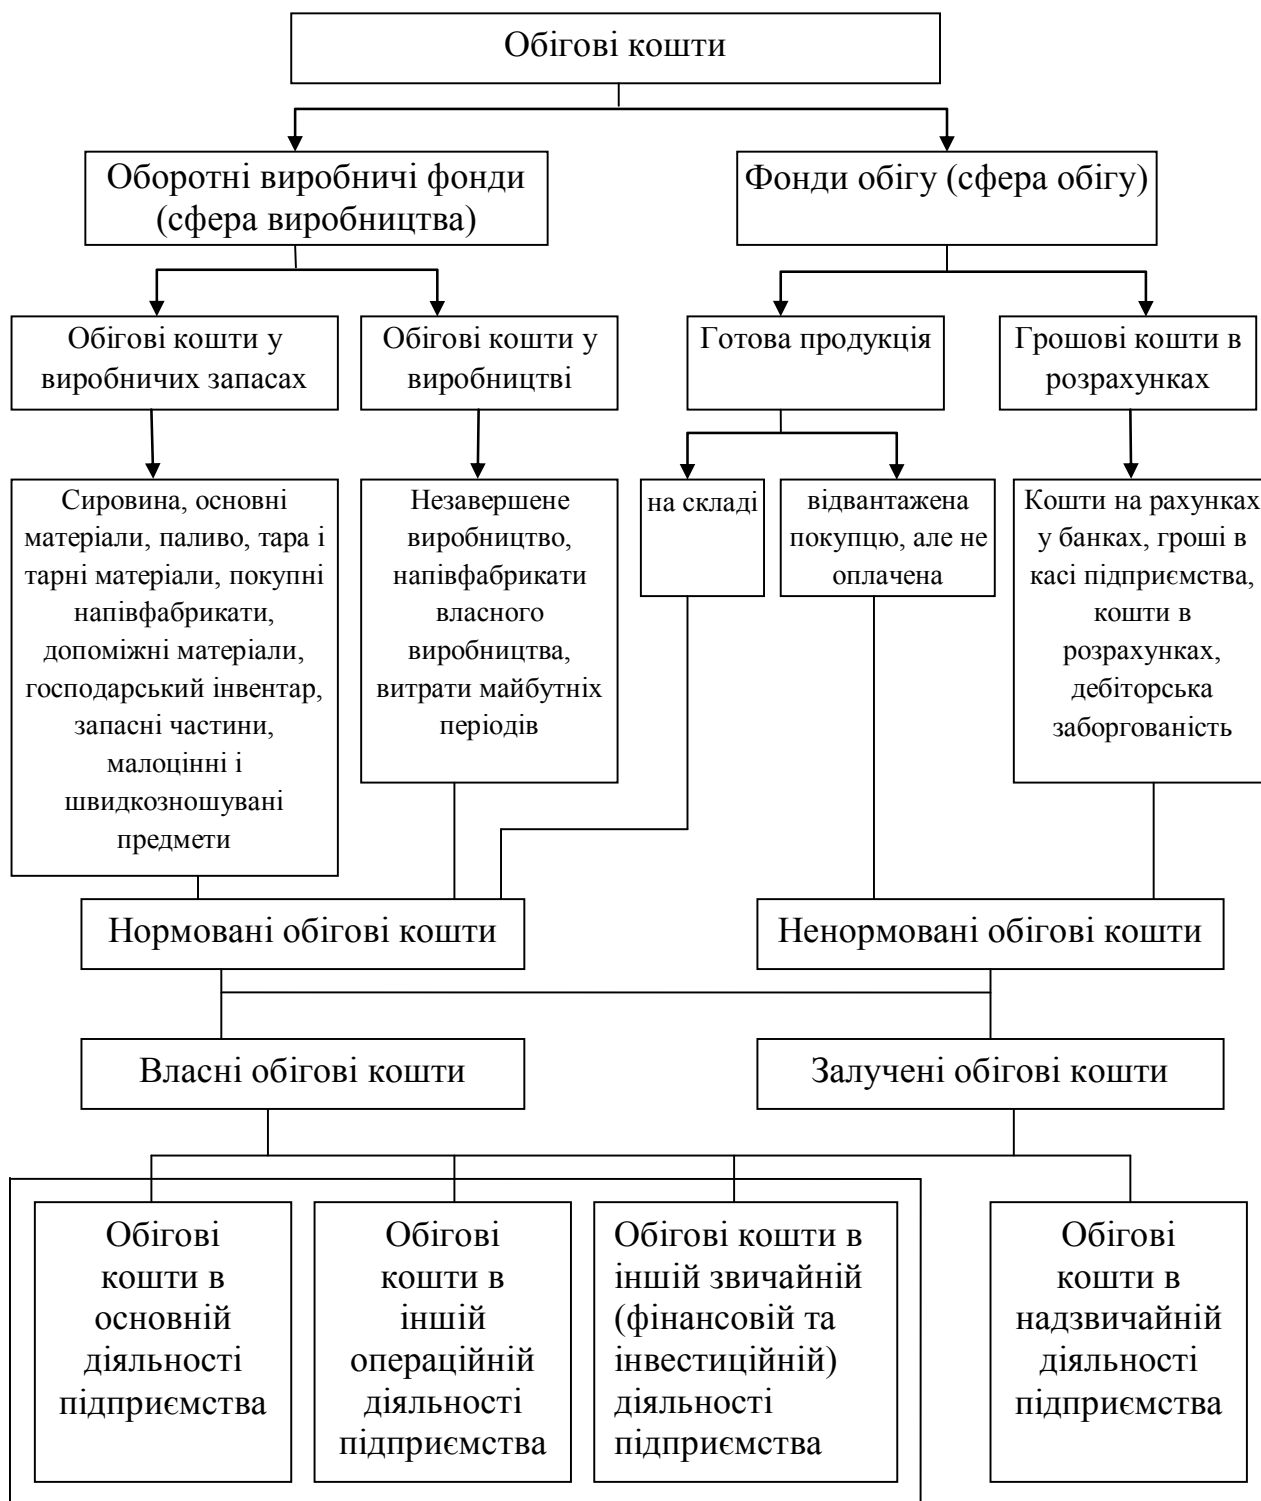 Обігові кошти
Оборотні виробничі фонди
(сфера виробництва)
Фонди обігу (сфера обігу)
Обігові кошти у
виробничих запасах
Обігові кошти у
виробництві
Готова продукція
Грошові кошти в
розрахунках
Сировина, основні
матеріали, паливо, тара і
тарні матеріали, покупні
напівфабрикати,
допоміжні матеріали,
господарський інвентар,
запасні частини,
малоцінні і
швидкозношувані
предмети
Незавершене
виробництво,
напівфабрикати
власного
виробництва,
витрати майбутніх
періодів
на складі
відвантажена
покупцю, але не
оплачена
Кошти на рахунках
у банках, гроші в
касі підприємства,
кошти в
розрахунках,
дебіторська
заборгованість
Нормовані обігові кошти
Ненормовані обігові кошти
Власні обігові кошти
Залучені обігові кошти
Обігові
кошти в
основній
діяльності
підприємства
Обігові
кошти в
іншій
операційній
діяльності
підприємства
Обігові кошти в
іншій звичайній
(фінансовій та
інвестиційній)
діяльності
підприємства
Обігові
кошти в
надзвичайній
діяльності
підприємства